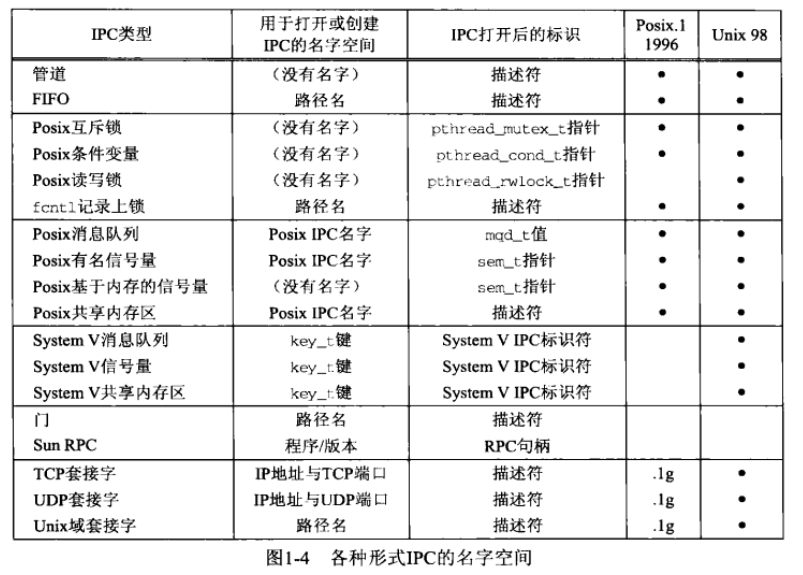 IPC类型 用于打开或创建IPC的名字空间 IPC打开后的标识 Posix.1 1996 Unix 98
管道 （没有名字） 描述符 • •
FIFO 路径名 描述符 • •
Posix互斥锁 （没有名字） pthread_mutex_t指针 • •
Posix条件变量 （没有名字） pthread_cond_t指针 • •
Posix读写锁 （没有名字） pthread_rwlock_t指针 •
fcntl记录上锁 路径名 描述符 • •
Posix消息队列 Posix IPC名字 mqd_t值 • •
Posix有名信号量 Posix IPC名字 sem_t指针 • •
Posix基于内存的信号量 （没有名字） sem_t指针 • •
Posix共享内存区 Posix IPC名字 描述符 • •
System V消息队列 key_t键 System V IPC标识符 •
System V信号量 key_t键 System V IPC标识符 •
System V共享内存区 key_t键 System V IPC标识符 •
门 路径名 描述符
Sun RPC 程序/版本 RPC句柄
TCP套接字 IP地址与TCP端口 描述符 .1g •
UDP套接字 IP地址与UDP端口 描述符 .1g •
Unix域套接字 路径名 描述符 .1g •
图1-4 各种形式IPC的名字空间